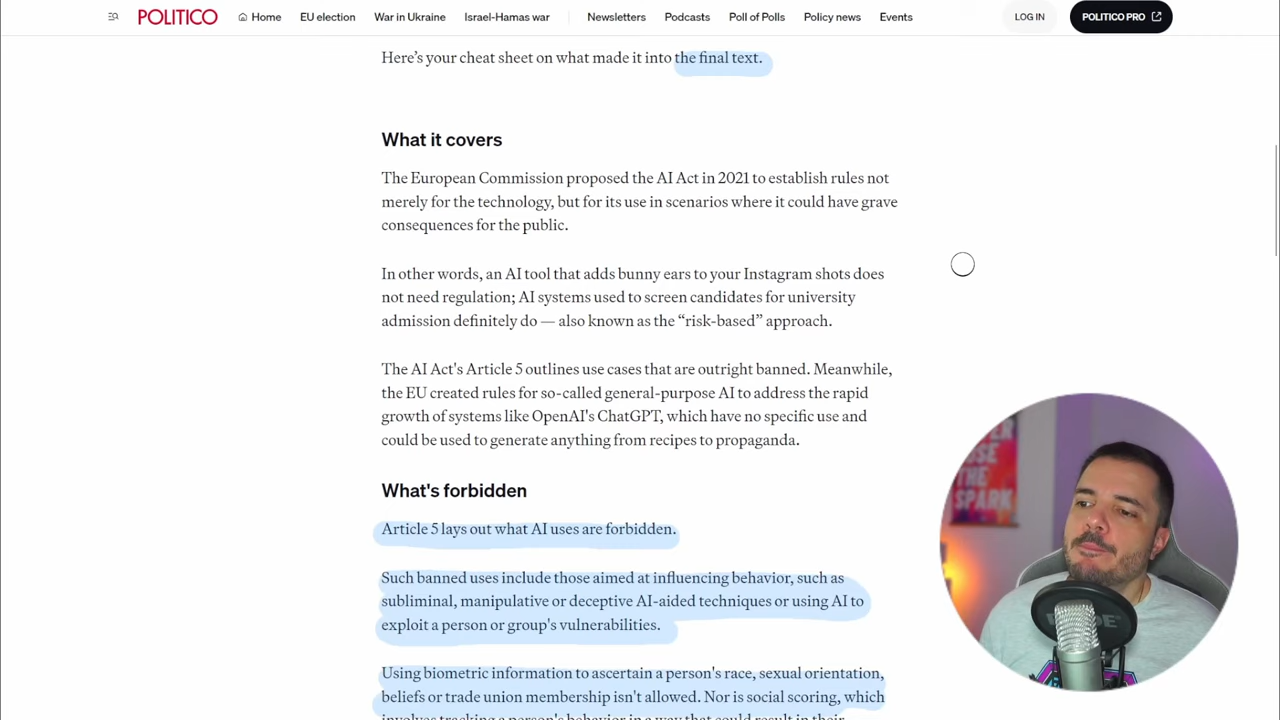 POLITICO
Home
EU election
War in Ukraine
Israel-Hamas war
Newsletters
Podcasts
Poll of Polls
Policy news
Events
LOG IN
POLITICO PRO
Here’s your cheat sheet on what made it into the final text.
What it covers
The European Commission proposed the AI Act in 2021 to establish rules not
merely for the technology, but for its use in scenarios where it could have grave
consequences for the public.
In other words, an AI tool that adds bunny ears to your Instagram shots does
not need regulation; AI systems used to screen candidates for university
admission definitely do — also known as the “risk-based” approach.
The AI Act's Article 5 outlines use cases that are outright banned. Meanwhile,
the EU created rules for so-called general-purpose AI to address the rapid
growth of systems like OpenAI's ChatGPT, which have no specific use and
could be used to generate anything from recipes to propaganda.
What's forbidden
Article 5 lays out what AI uses are forbidden.
Such banned uses include those aimed at influencing behavior, such as
subliminal, manipulative or deceptive AI-aided techniques or using AI to
exploit a person or group's vulnerabilities.
Using biometric information to ascertain a person's race, sexual orientation,
beliefs or trade union membership isn't allowed. Nor is social scoring, which
involves tracking a person's behavior in a way that could result in their
THE
SPARK